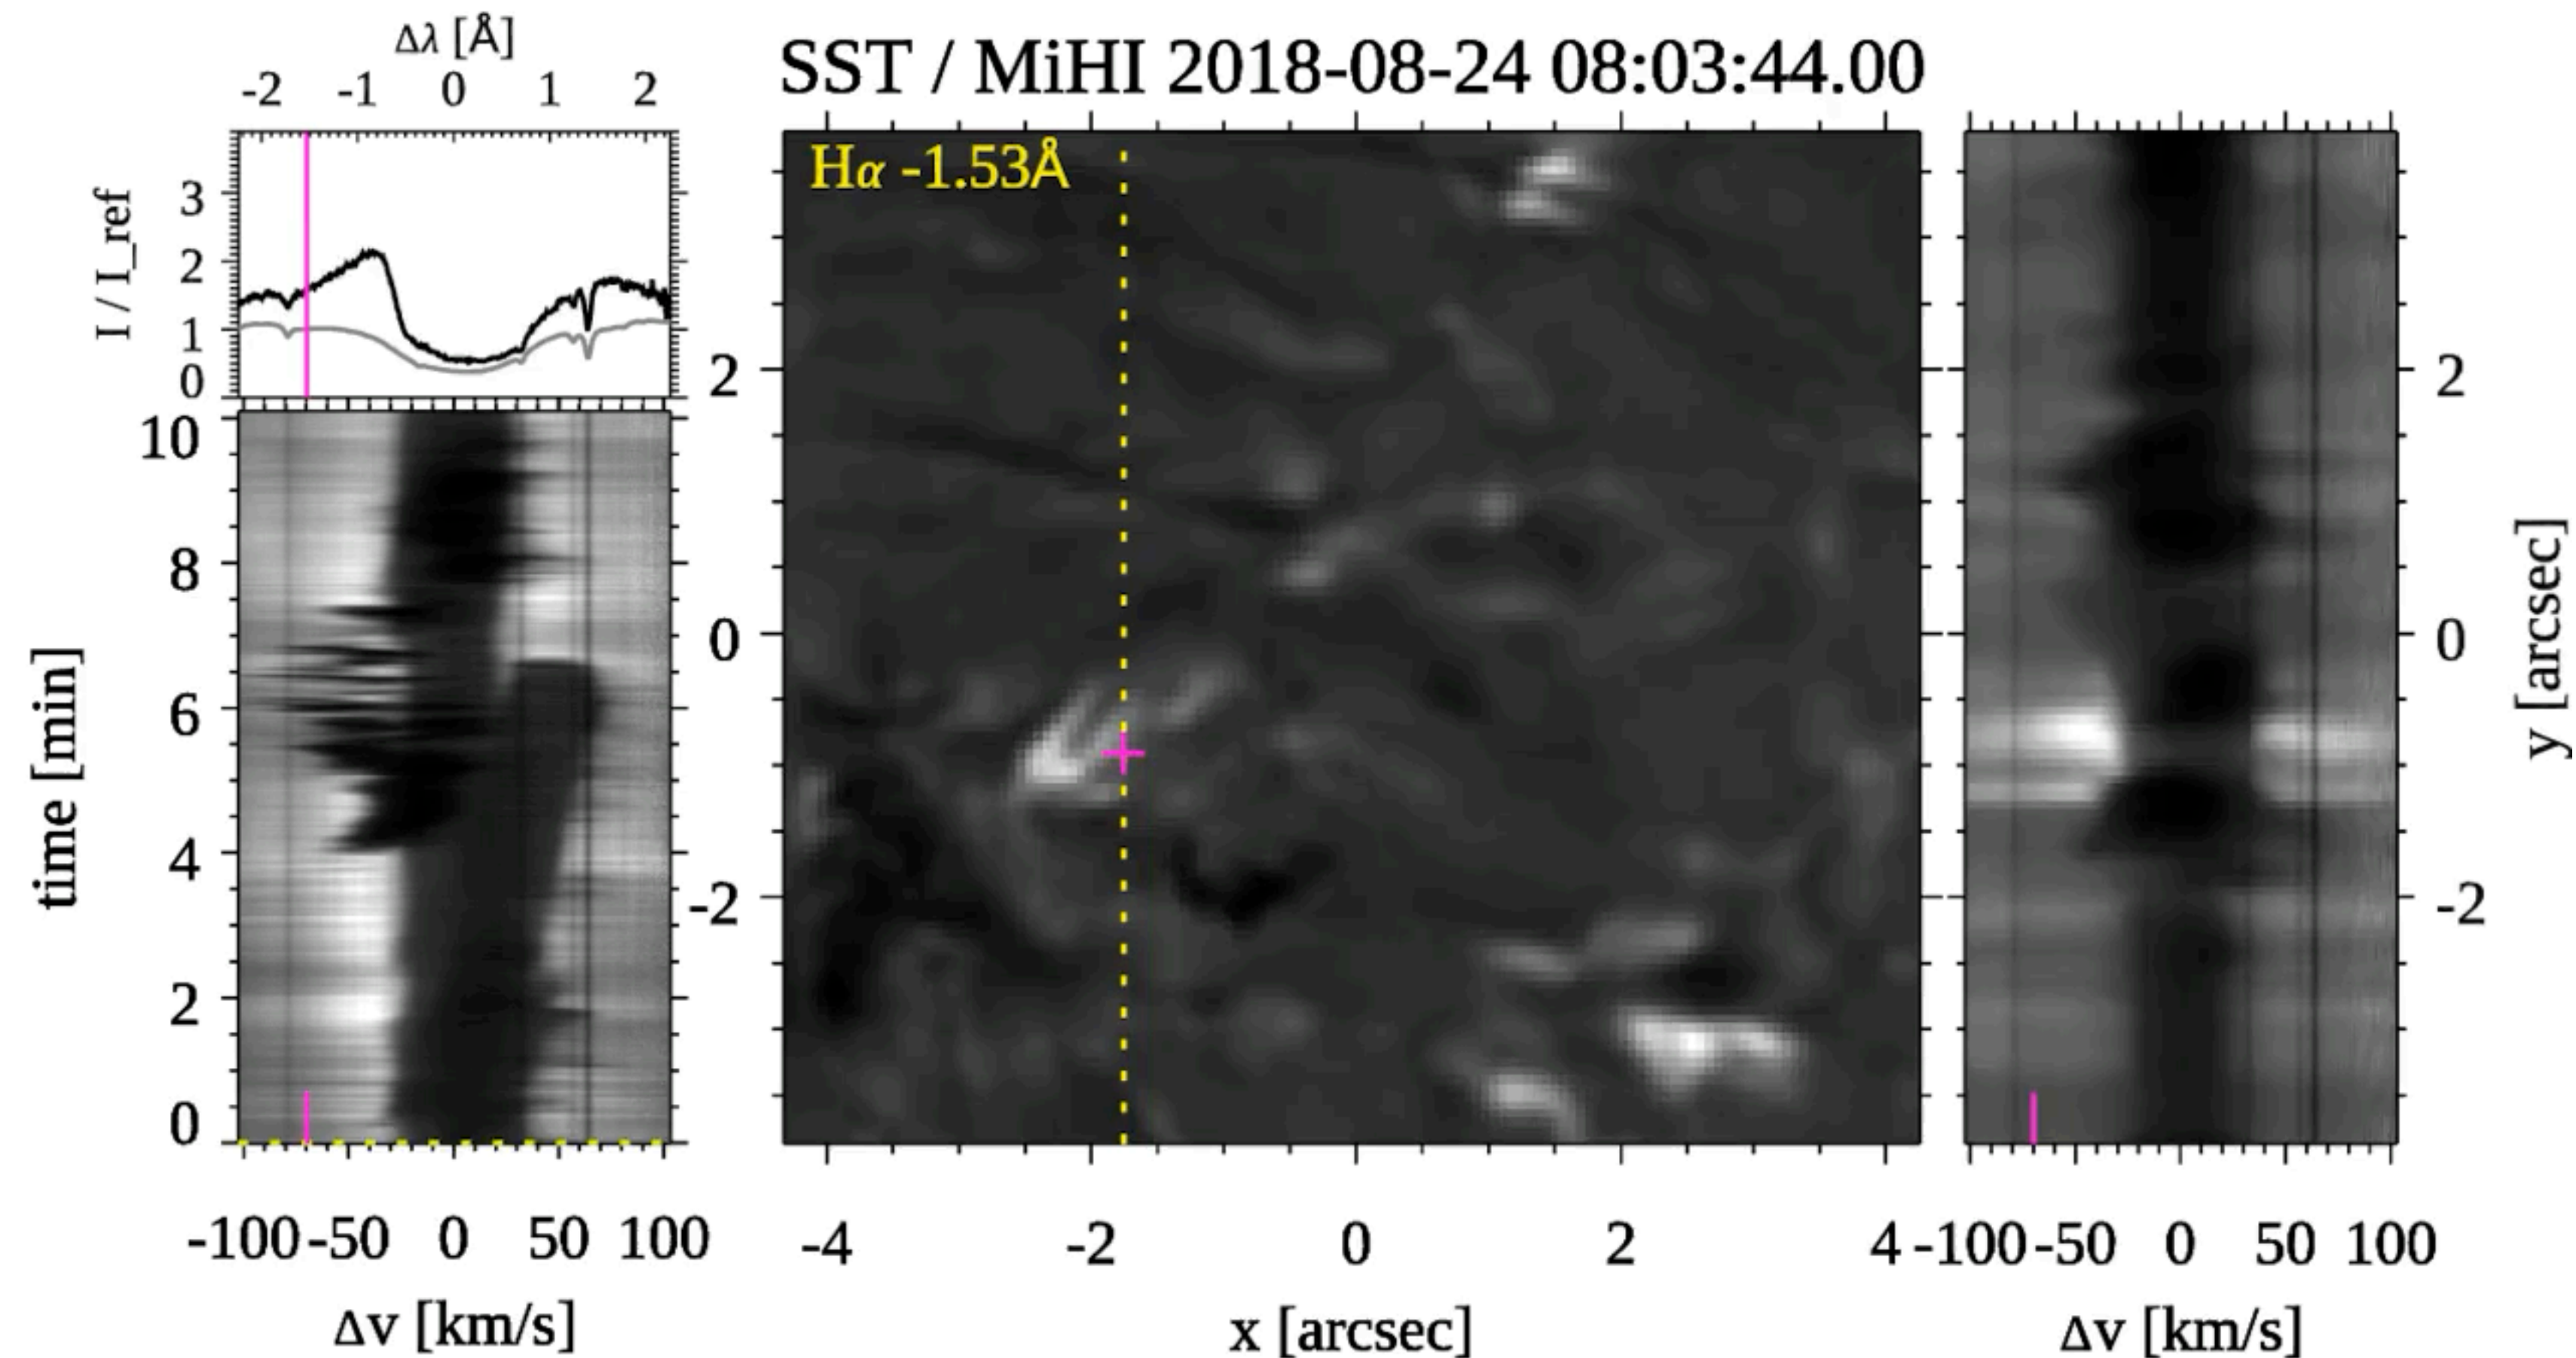 Δλ [Å]
-2 -1 0 1 2
I / I_ref
3
2
1
0
SST / MiHI 2018-08-24 08:03:44.00
Hα -1.53Å
time [min]
10
8
6
4
2
0
-100 -50 0 50 100
Δv [km/s]
2
0
-2
-4 -2 0 2 4
x [arcsec]
2
0
-2
y [arcsec]
-100 -50 0 50 100
Δv [km/s]